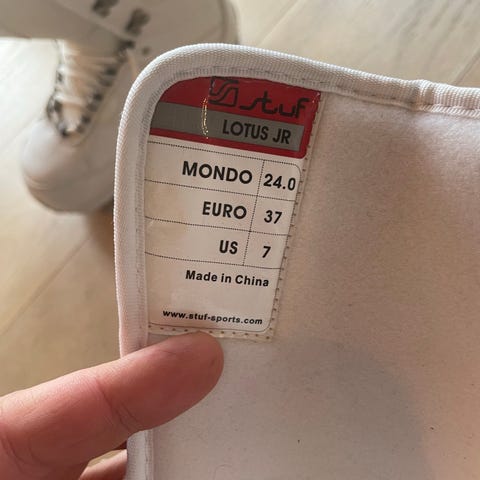 stuf
LOTUS JR
MONDO 24.0
EURO 37
US 7
Made in China
www.stuf-sports.com